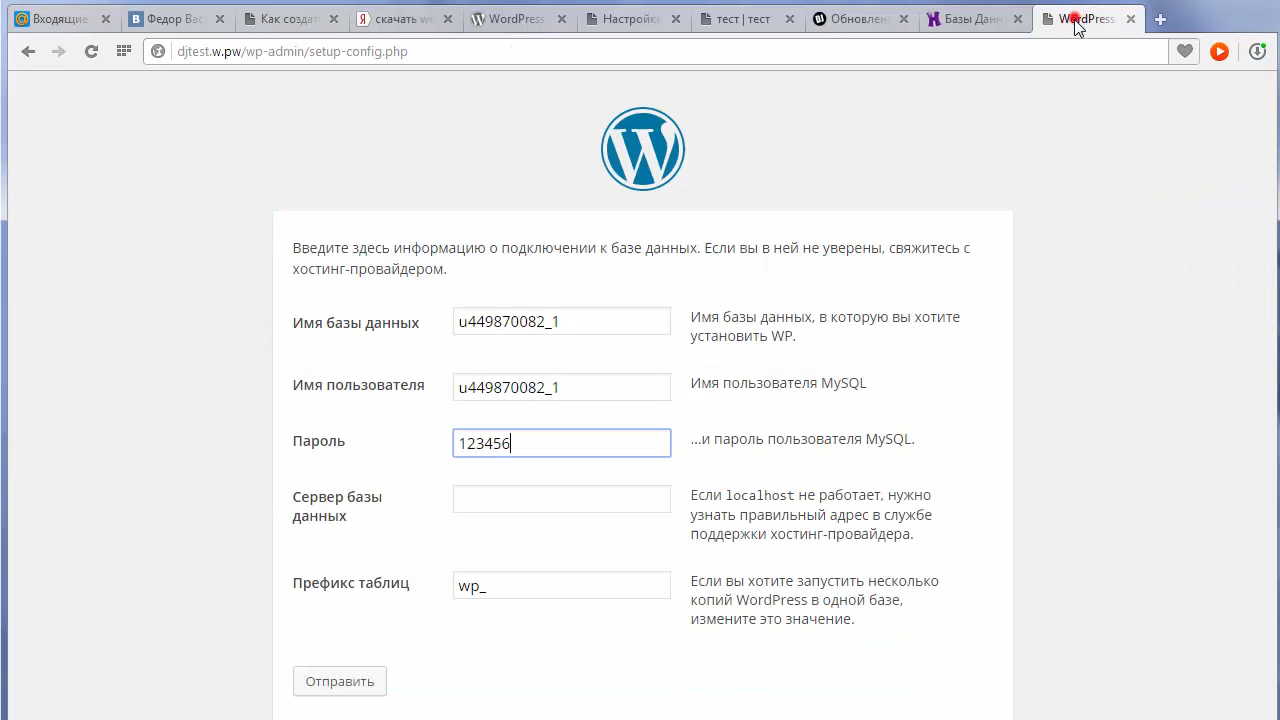 Входящие
Федор Вас
Как создат
скачать wo
WordPress
Настройка
тест | тест
Обновлен
Базы Данн
WordPress
djtest.w.pw/wp-admin/setup-config.php
Введите здесь информацию о подключении к базе данных. Если вы в ней не уверены, свяжитесь с
хостинг-провайдером.
Имя базы данных
u449870082_1
Имя базы данных, в которую вы хотите
установить WP.
Имя пользователя
u449870082_1
Имя пользователя MySQL
Пароль
123456
...и пароль пользователя MySQL.
Сервер базы
данных
Если localhost не работает, нужно
узнать правильный адрес в службе
поддержки хостинг-провайдера.
Префикс таблиц
wp_
Если вы хотите запустить несколько
копий WordPress в одной базе,
измените это значение.
Отправить